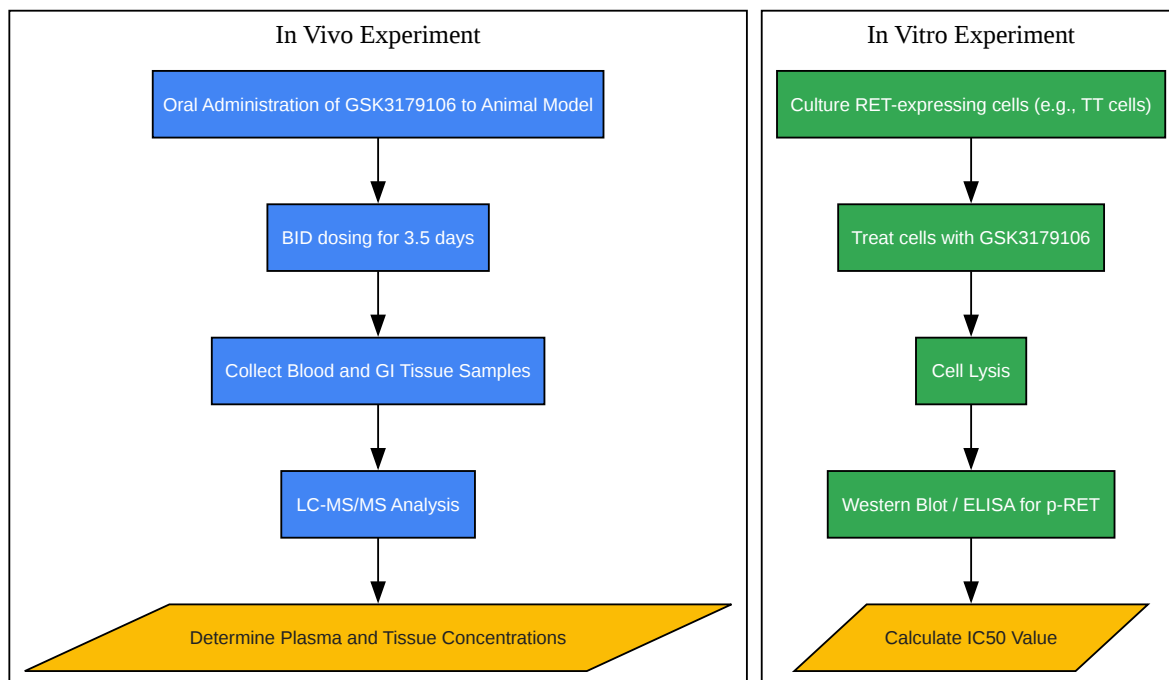 In Vivo Experiment
Oral Administration of GSK3179106 to Animal Model
BID dosing for 3.5 days
Collect Blood and GI Tissue Samples
LC-MS/MS Analysis
Determine Plasma and Tissue Concentrations
In Vitro Experiment
Culture RET-expressing cells (e.g., TT cells)
Treat cells with GSK3179106
Cell Lysis
Western Blot / ELISA for p-RET
Calculate IC50 Value